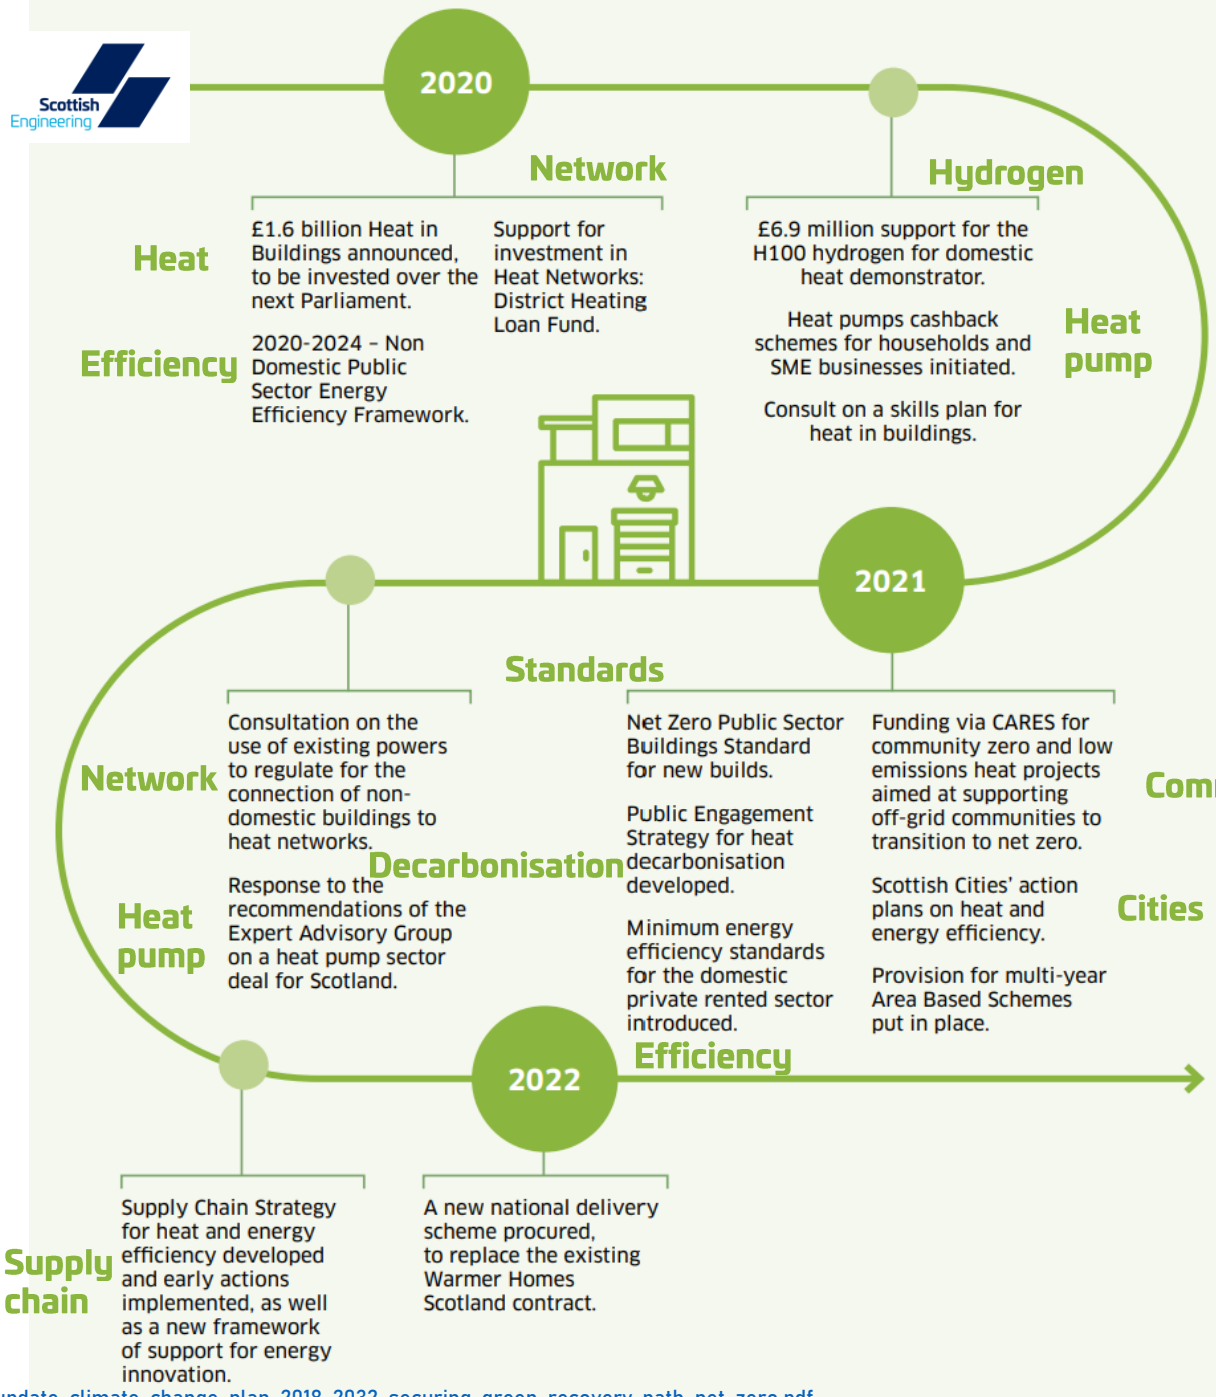 Scottish
Engineering
2020
Network
Hydrogen
Heat
£1.6 billion Heat in
Buildings announced,
to be invested over the
next Parliament.
Efficiency
2020-2024 – Non
Domestic Public
Sector Energy
Efficiency Framework.
Support for
investment in
Heat Networks:
District Heating
Loan Fund.
£6.9 million support for the
H100 hydrogen for domestic
heat demonstrator.
Heat pumps cashback
schemes for households and
SME businesses initiated.
Consult on a skills plan for
heat in buildings.
Heat
pump
2021
Standards
Net Zero Public Sector
Buildings Standard
for new builds.
Public Engagement
Strategy for heat
decarbonisation
developed.
Minimum energy
efficiency standards
for the domestic
private rented sector
introduced.
Efficiency
Funding via CARES for
community zero and low
emissions heat projects
aimed at supporting
off-grid communities to
transition to net zero.
Scottish Cities’ action
plans on heat and
energy efficiency.
Provision for multi-year
Area Based Schemes
put in place.
Com
Cities
Network
Consultation on the
use of existing powers
to regulate for the
connection of non-
domestic buildings to
heat networks.
Decarbonisation
Heat
pump
Response to the
recommendations of the
Expert Advisory Group
on a heat pump sector
deal for Scotland.
2022
Supply
chain
Supply Chain Strategy
for heat and energy
efficiency developed
and early actions
implemented, as well
as a new framework
of support for energy
innovation.
A new national delivery
scheme procured,
to replace the existing
Warmer Homes
Scotland contract.
update_climate_change_plan_2018_2032_securing_green_recovery_path_net_zero.pdf